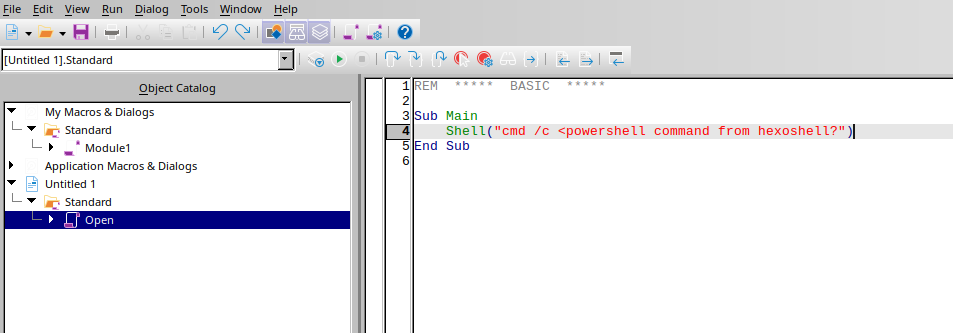 File Edit View Run Dialog Tools Window Help
[Untitled 1].Standard
Object Catalog
My Macros & Dialogs
Standard
Module1
Application Macros & Dialogs
Untitled 1
Standard
Open
1 REM ***** BASIC *****
2
3 Sub Main
4 Shell("cmd /c <powershell command from hexoshell?")
5 End Sub
6